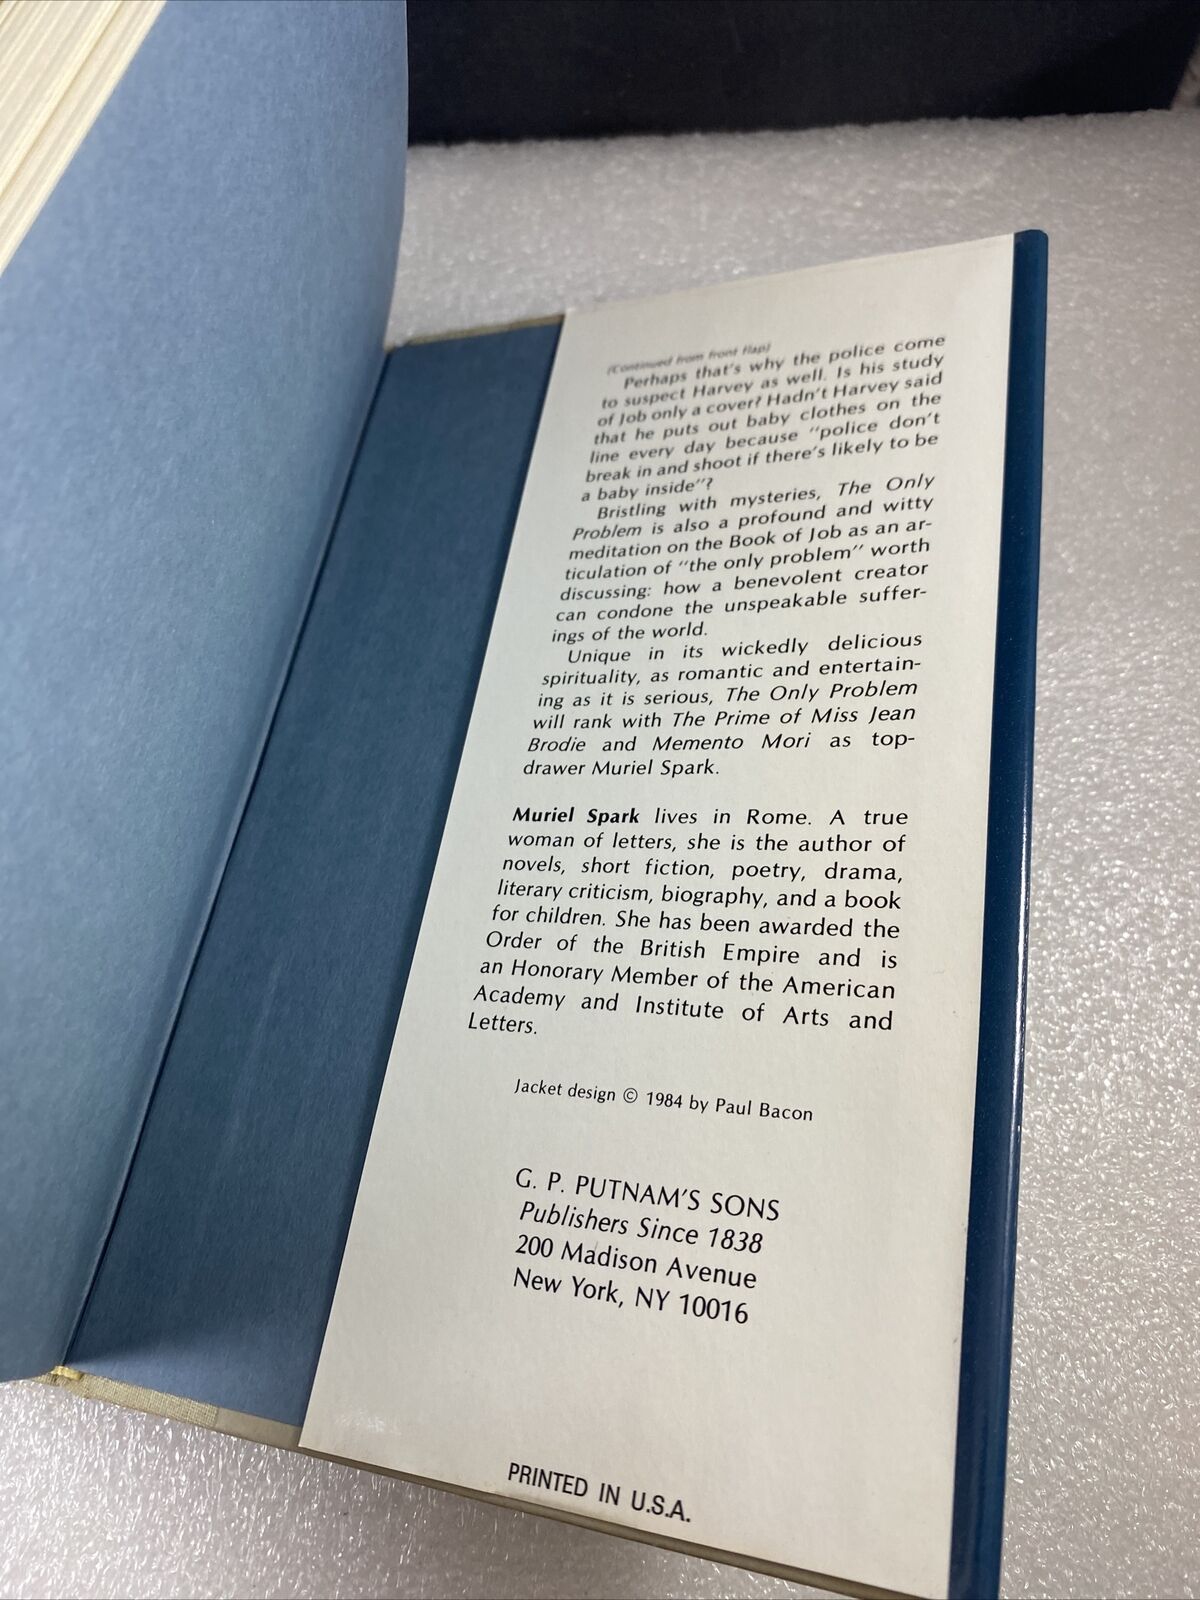 (Continued from front flap)
Perhaps that's why the police come
to suspect Harvey as well. Is his study
of Job only a cover? Hadn't Harvey said
that he puts out baby clothes on the
line every day because "police don't
break in and shoot if there's likely to be
a baby inside"?
Bristling with mysteries, The Only
Problem is also a profound and witty
meditation on the Book of Job as an ar-
ticulation of "the only problem" worth
discussing: how a benevolent creator
can condone the unspeakable suffer-
ings of the world.
Unique in its wickedly delicious
spirituality, as romantic and entertain-
ing as it is serious, The Only Problem
will rank with The Prime of Miss Jean
Brodie and Memento Mori as top-
drawer Muriel Spark.
Muriel Spark lives in Rome. A true
woman of letters, she is the author of
novels, short fiction, poetry, drama,
literary criticism, biography, and a book
for children. She has been awarded the
Order of the British Empire and is
an Honorary Member of the American
Academy and Institute of Arts and
Letters.
Jacket design © 1984 by Paul Bacon
G. P. PUTNAM'S SONS
Publishers Since 1838
200 Madison Avenue
New York, NY 10016
PRINTED IN U.S.A.